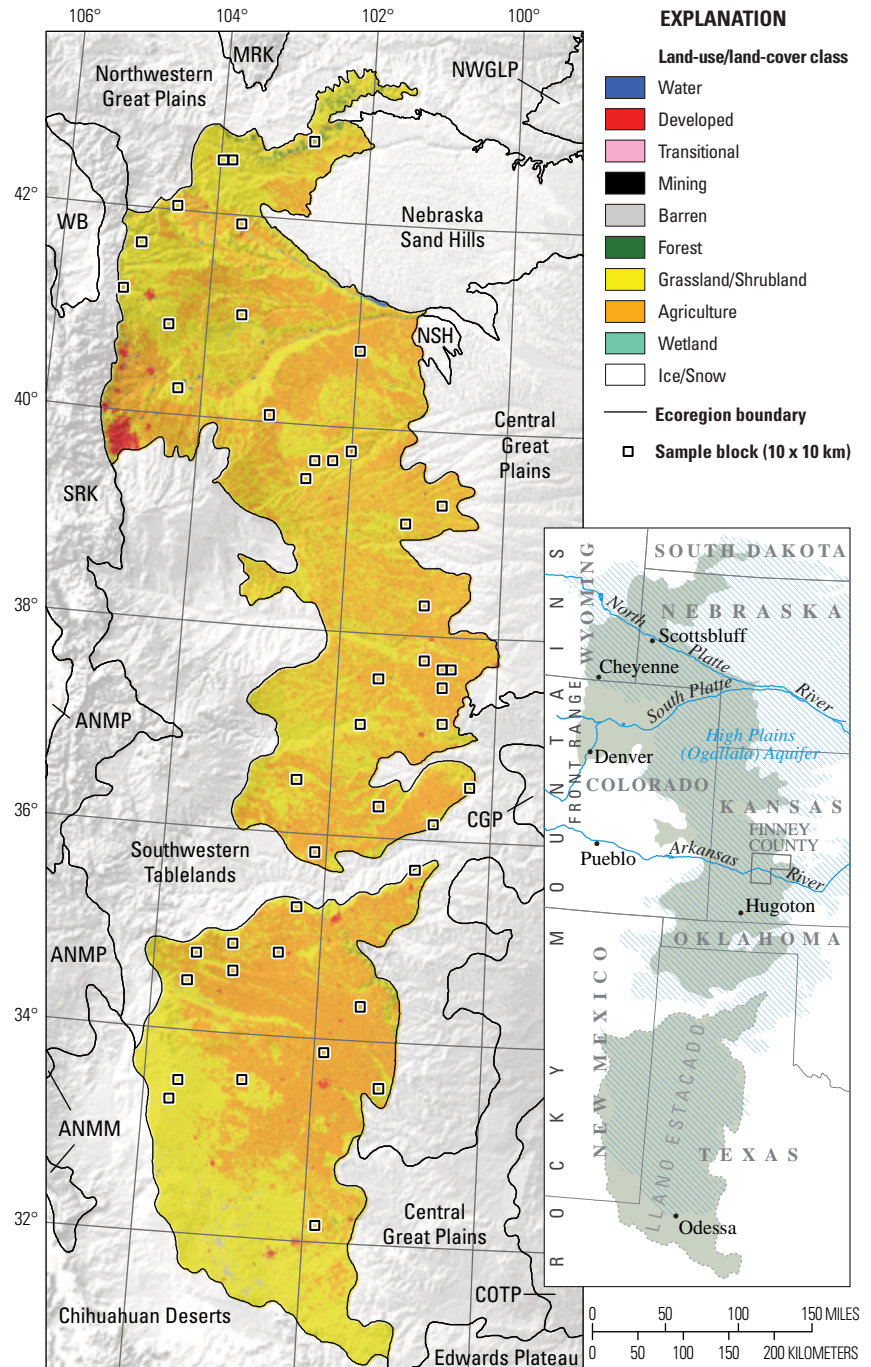 106°
104°
102°
100°
MRK
Northwestern
Great Plains
NWGLP
42°
WB
Nebraska
Sand Hills
NSH
40°
Central
Great
Plains
SRK
38°
ANMP
36°
CGP
Southwestern
Tablelands
ANMP
34°
ANMM
32°
Central
Great Plains
COTP
Chihuahuan Deserts
Edwards Plateau
EXPLANATION
Land-use/land-cover class
Water
Developed
Transitional
Mining
Barren
Forest
Grassland/Shrubland
Agriculture
Wetland
Ice/Snow
Ecoregion boundary
Sample block (10 x 10 km)
SOUTH DAKOTA
WYOMING
NEBRASKA
North Platte River
Scottsbluff
Cheyenne
South Platte
High Plains
(Ogallala) Aquifer
FRONT RANGE
Denver
COLORADO
KANSAS
FINNEY
COUNTY
Pueblo
Arkansas River
Hugoton
OKLAHOMA
ROCKY MOUNTAINS
NEW MEXICO
LLANO ESTACADO
TEXAS
Odessa
0 50 100 150 MILES
0 50 100 150 200 KILOMETERS